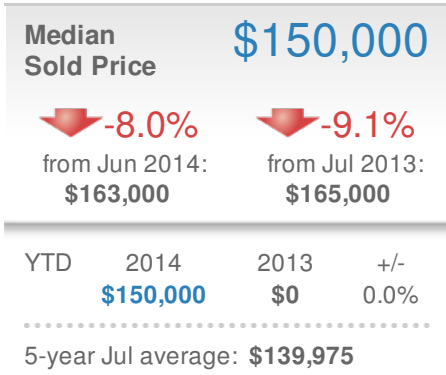 Median
Sold Price
$150,000
-8.0%
-9.1%
from Jun 2014:
from Jul 2013:
$163,000
$165,000
YTD 2014 2013 +/-
$150,000 $0 0.0%
5-year Jul average: $139,975